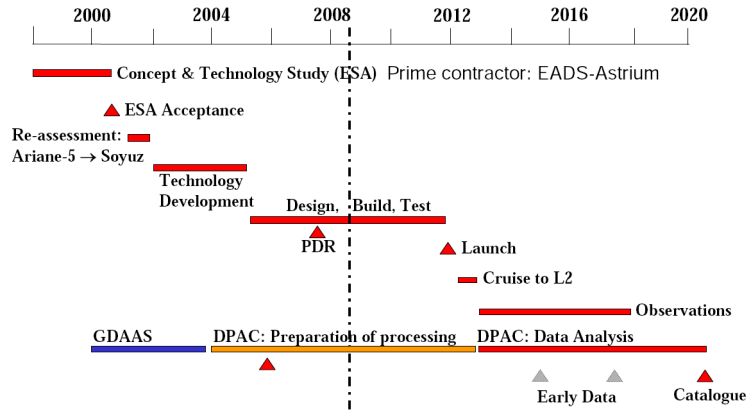 2000 2004 2008 2012 2016 2020
Concept & Technology Study (ESA) Prime contractor: EADS-Astrium
ESA Acceptance
Re-assessment:
Ariane-5 → Soyuz
Technology
Development
Design, Build, Test
PDR
Launch
Cruise to L2
Observations
GDAAS DPAC: Preparation of processing DPAC: Data Analysis
Early Data Catalogue